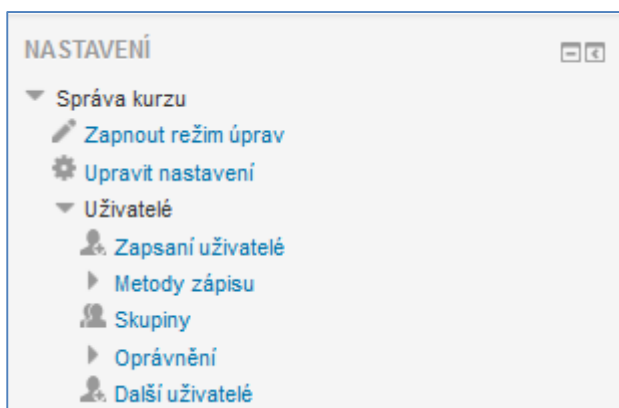 NASTAVENÍ
Správa kurzu
Zapnout režim úprav
Upravit nastavení
Uživatelé
Zapsaní uživatelé
Metody zápisu
Skupiny
Oprávnění
Další uživatelé